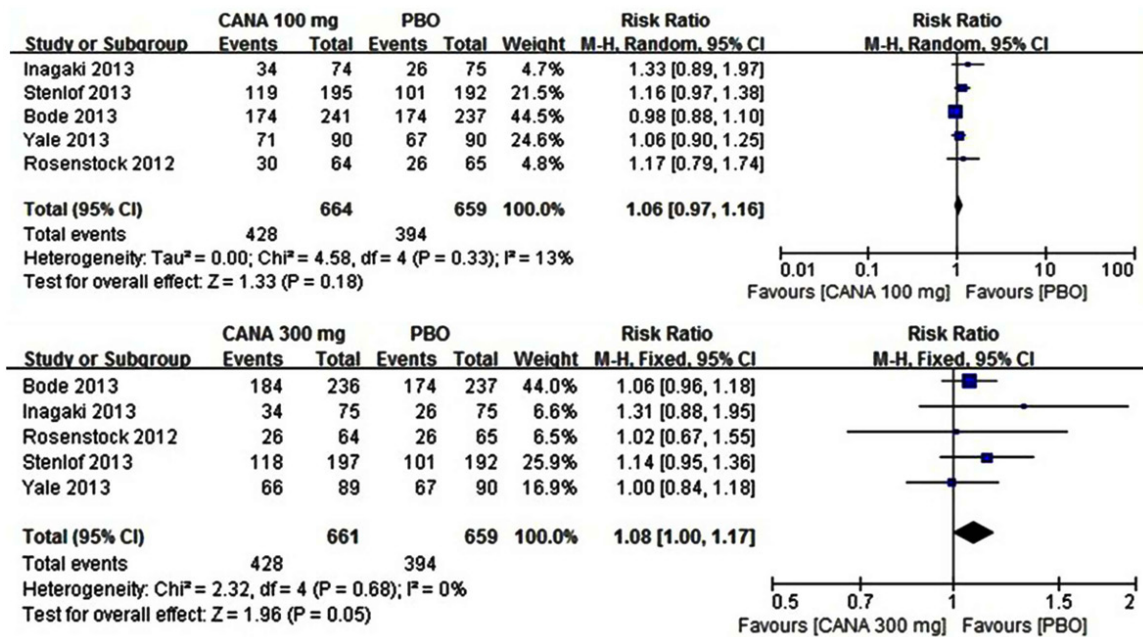 CANA 100 mg PBO Risk Ratio Risk Ratio
Study or Subgroup Events Total Events Total Weight M-H, Random, 95% CI M-H, Random, 95% CI
Inagaki 2013 34 74 26 75 4.7% 1.33 [0.89, 1.97]
Stenlof 2013 119 195 101 192 21.5% 1.16 [0.97, 1.38]
Bode 2013 174 241 174 237 44.5% 0.98 [0.88, 1.10]
Yale 2013 71 90 67 90 24.6% 1.06 [0.90, 1.25]
Rosenstock 2012 30 64 26 65 4.8% 1.17 [0.79, 1.74]
Total (95% CI) 664 659 100.0% 1.06 [0.97, 1.16]
Total events 428 394
Heterogeneity: Tau² = 0.00; Chi² = 4.58, df = 4 (P = 0.33); I² = 13%
Test for overall effect: Z = 1.33 (P = 0.18)
0.01 0.1 1 10 100
Favours [CANA 100 mg] Favours [PBO]
CANA 300 mg PBO Risk Ratio Risk Ratio
Study or Subgroup Events Total Events Total Weight M-H, Fixed, 95% CI M-H, Fixed, 95% CI
Bode 2013 184 236 174 237 44.0% 1.06 [0.96, 1.18]
Inagaki 2013 34 75 26 75 6.6% 1.31 [0.88, 1.95]
Rosenstock 2012 26 64 26 65 6.5% 1.02 [0.67, 1.55]
Stenlof 2013 118 197 101 192 25.9% 1.14 [0.95, 1.36]
Yale 2013 66 89 67 90 16.9% 1.00 [0.84, 1.18]
Total (95% CI) 661 659 100.0% 1.08 [1.00, 1.17]
Total events 428 394
Heterogeneity: Chi² = 2.32, df = 4 (P = 0.68); I² = 0%
Test for overall effect: Z = 1.96 (P = 0.05)
0.5 0.7 1 1.5 2
Favours [CANA 300 mg] Favours [PBO]